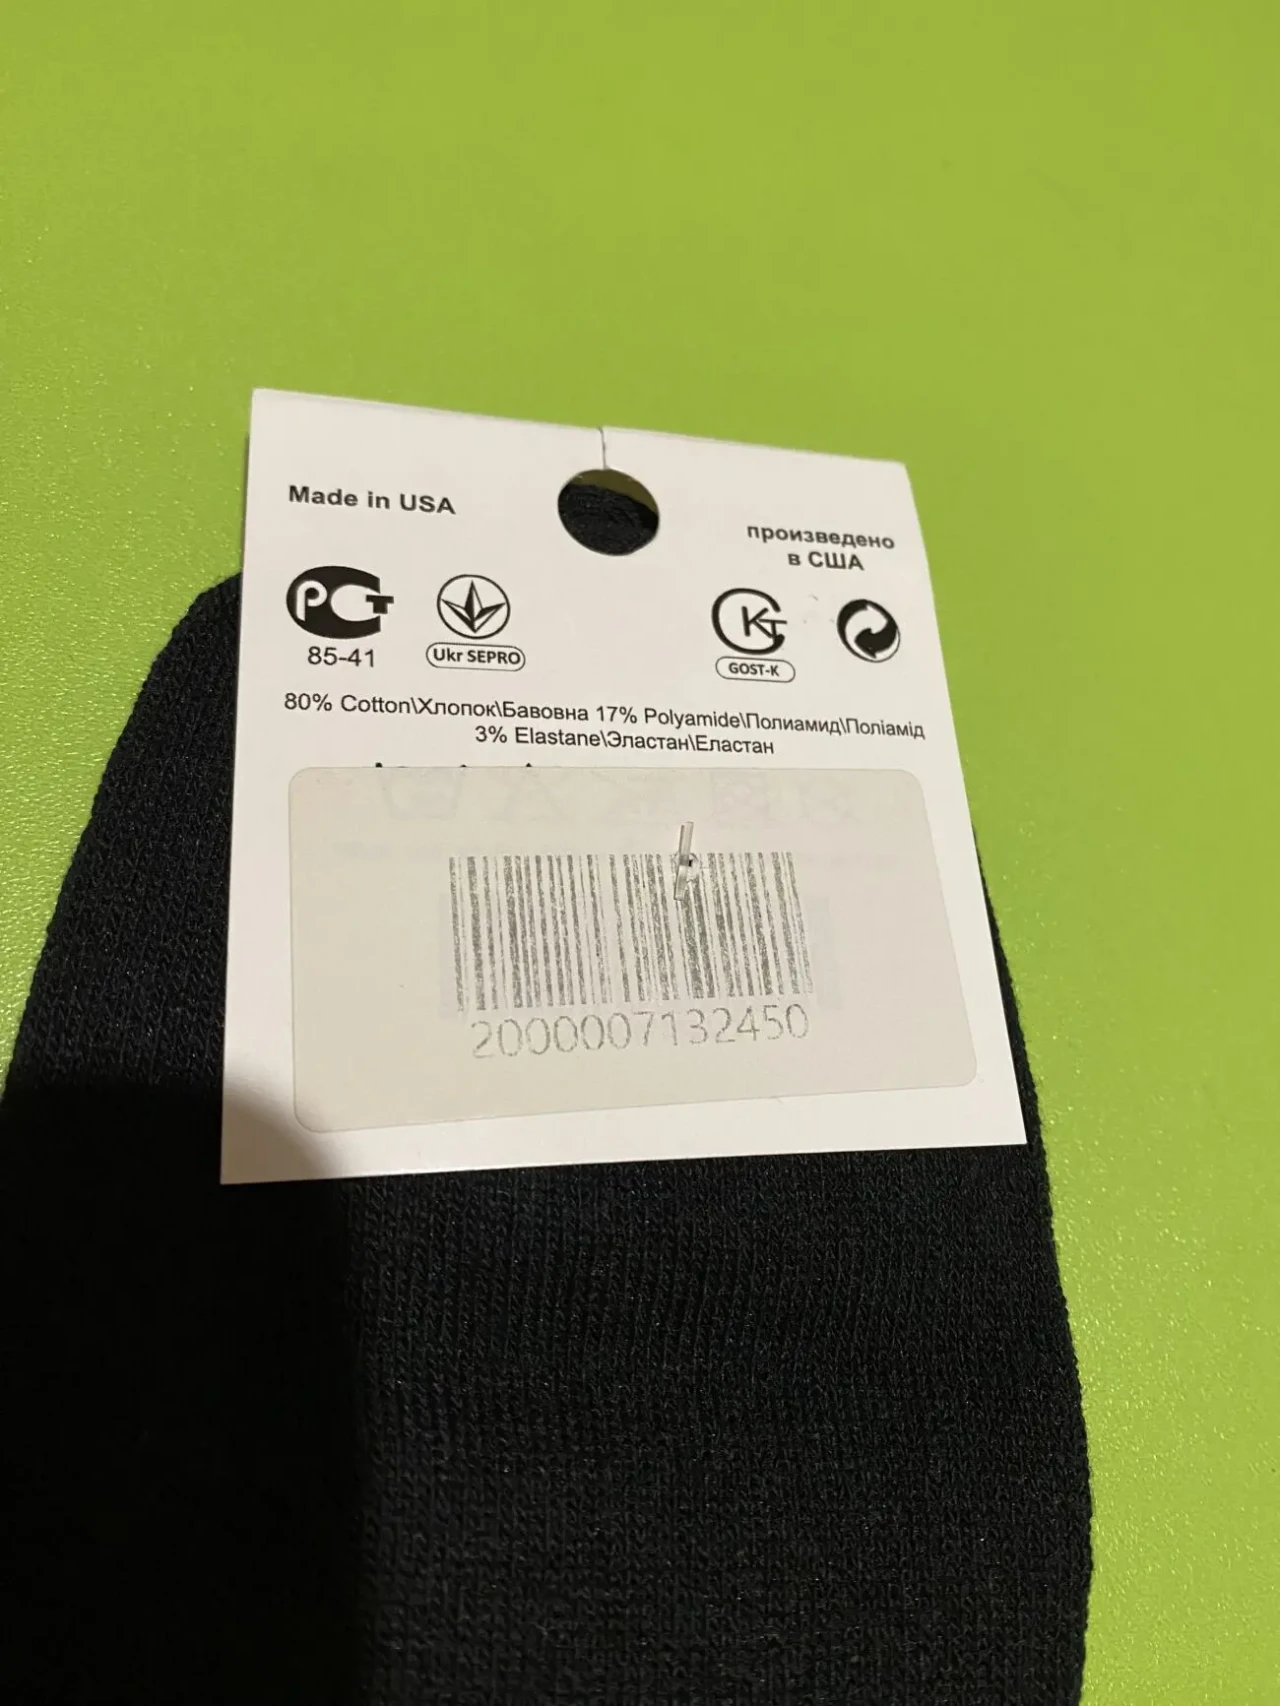 Made in USA
произведено
в США
РСТ
85-41
Ukr SEPRO
GOST-K
80% Cotton\Хлопок\Бавовна 17% Polyamide\Полиамид\Поліамід
3% Elastane\Эластан\Еластан
2000007132450